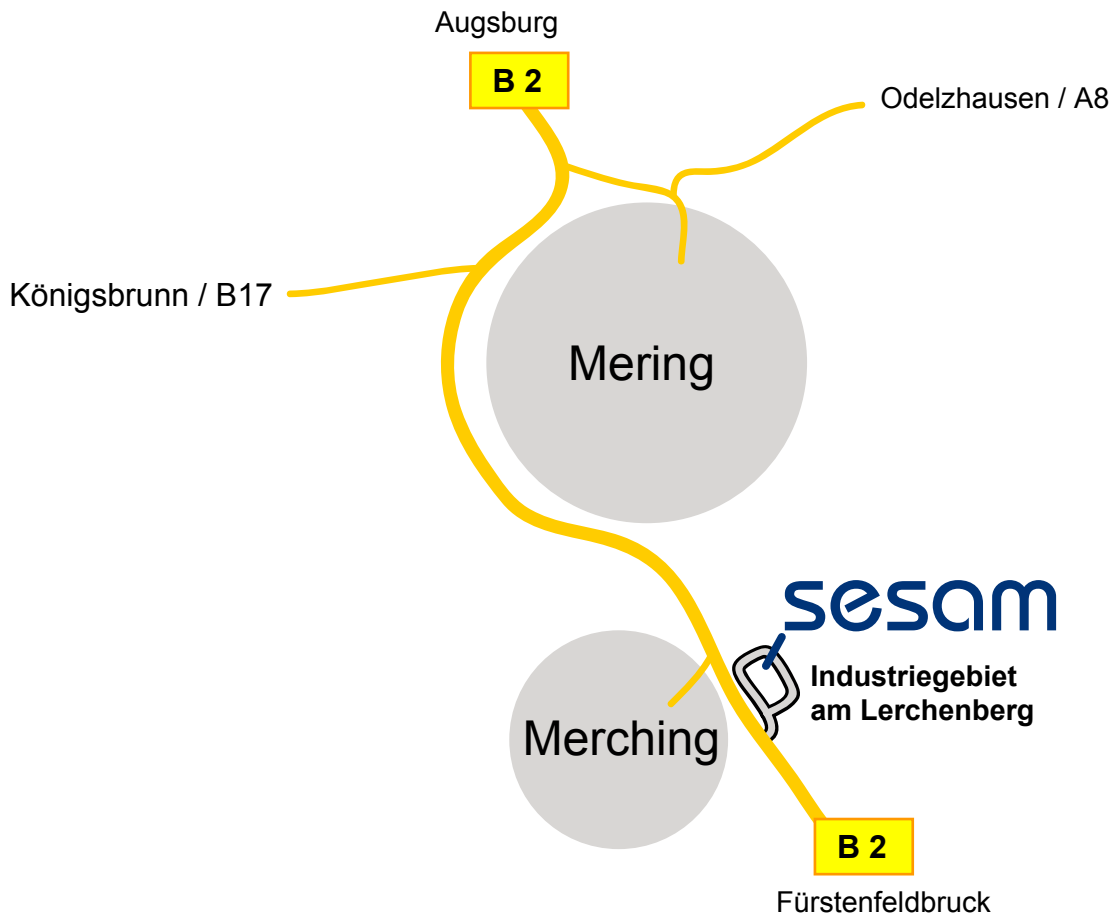 Augsburg
B 2
Odelzhausen / A8
Königsbrunn / B17
Mering
sesam
Industriegebiet
am Lerchenberg
Merching
B 2
Fürstenfeldbruck